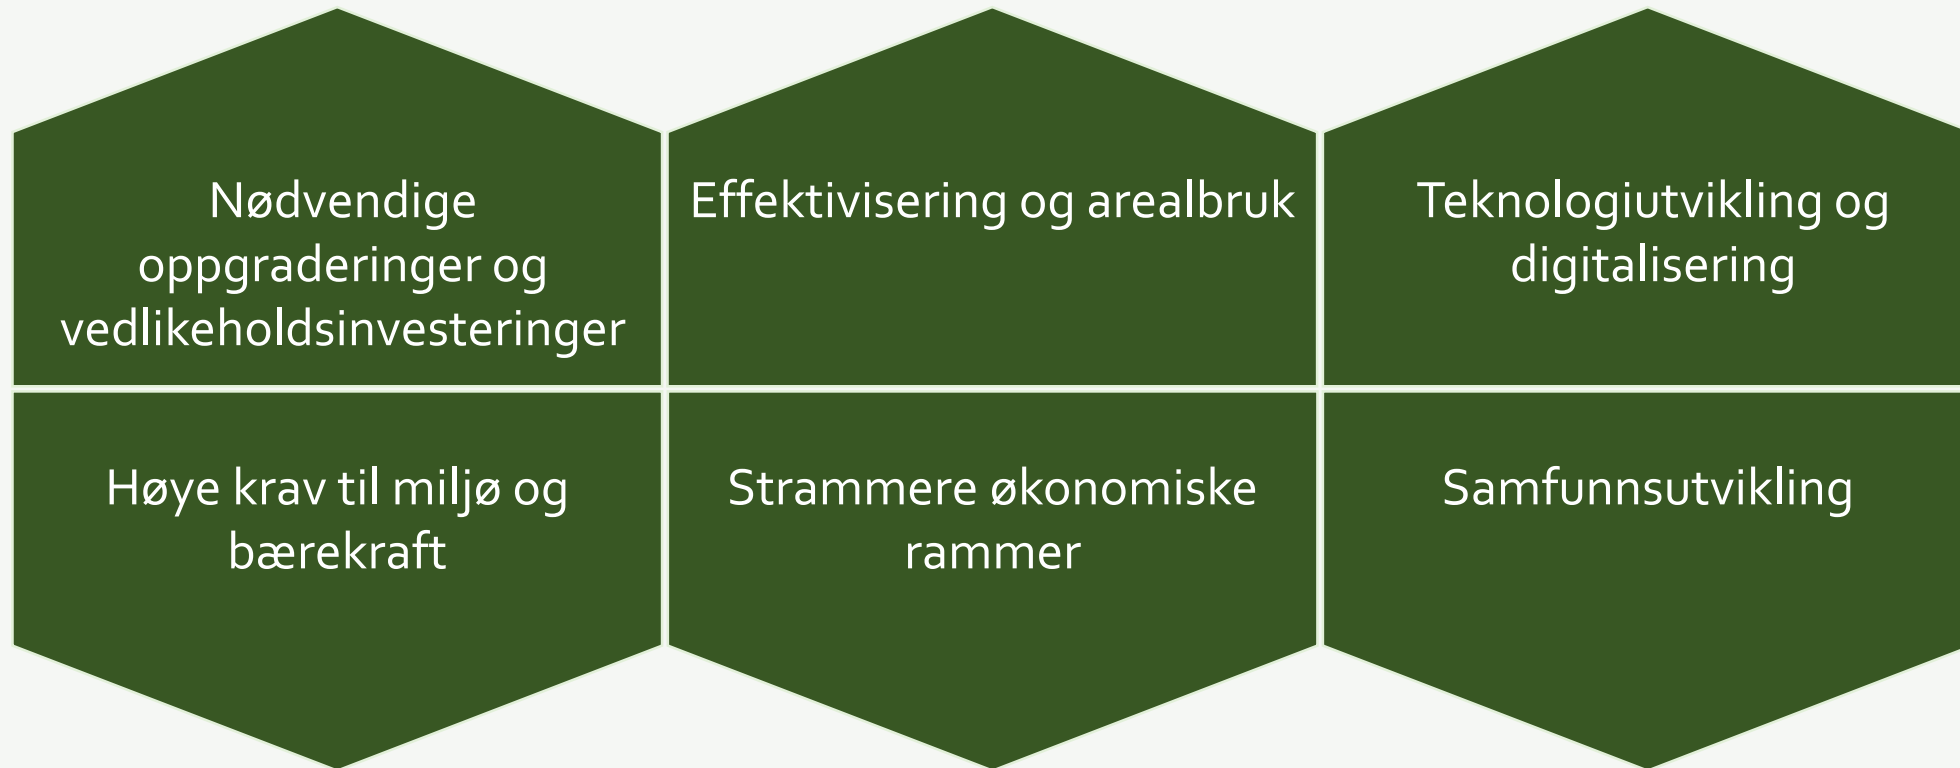 Nødvendige
oppgraderinger og
vedlikeholdsinvesteringer
Effektivisering og arealbruk
Teknologiutvikling og
digitalisering
Høye krav til miljø og
bærekraft
Strammere økonomiske
rammer
Samfunnsutvikling